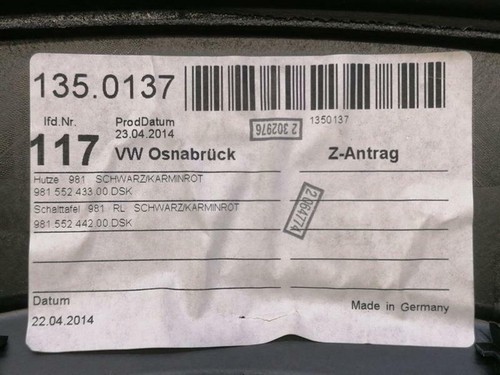 135.0137
1350137
lfd.Nr. ProdDatum
23.04.2014
2 302976
117 VW Osnabrück Z-Antrag
Hutze 981 SCHWARZ/KARMINROT
981 552 433 00 DSK
Schalttafel 981 RL SCHWARZ/KARMINROT
981 552 442 00 DSK
2064774
Datum
Made in Germany
22.04.2014